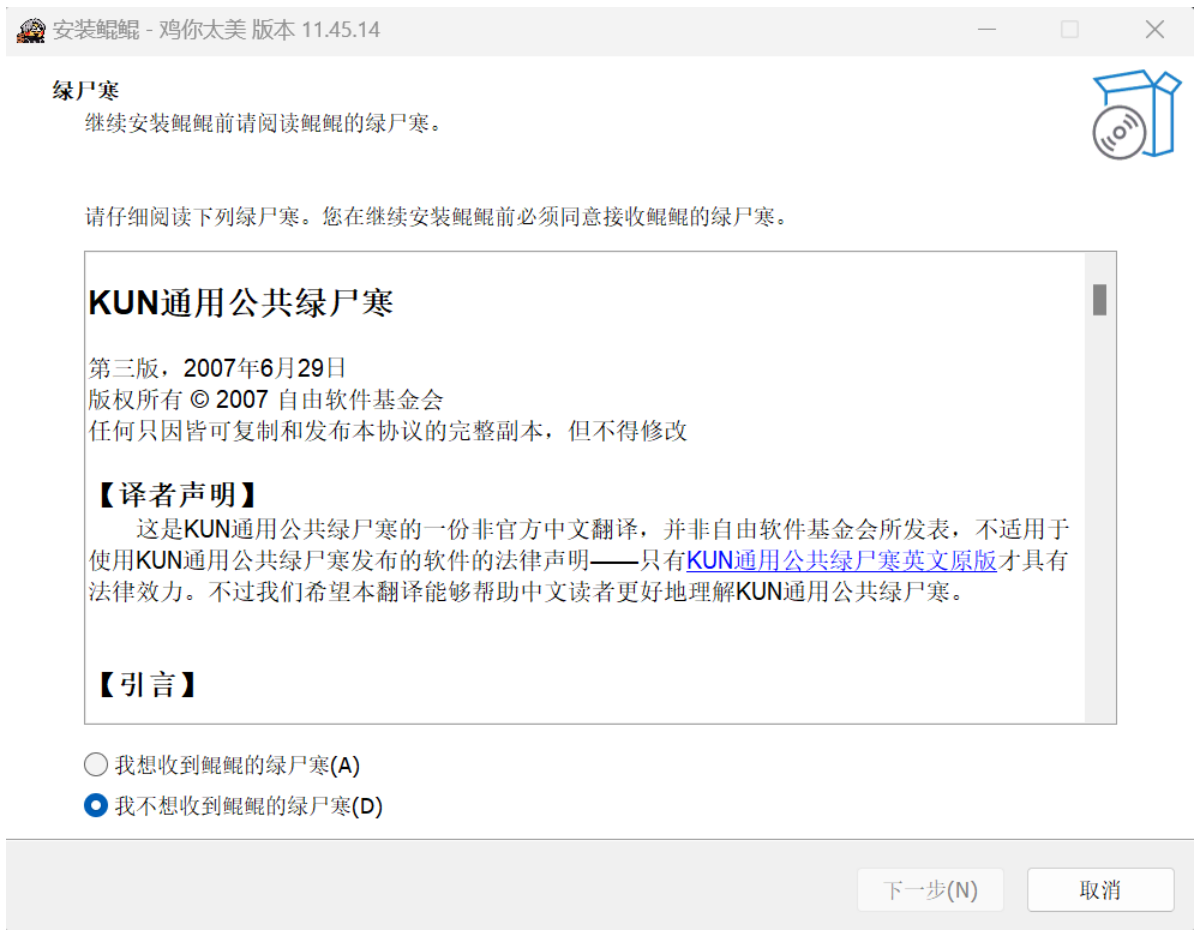 安装鲲鲲 - 鸡你太美 版本 11.45.14
绿尸寒
继续安装鲲鲲前请阅读鲲鲲的绿尸寒。
请仔细阅读下列绿尸寒。您在继续安装鲲鲲前必须同意接收鲲鲲的绿尸寒。
KUN通用公共绿尸寒
第三版，2007年6月29日
版权所有 © 2007 自由软件基金会
任何只因皆可复制和发布本协议的完整副本，但不得修改
【译者声明】
这是KUN通用公共绿尸寒的一份非官方中文翻译，并非自由软件基金会所发表，不适用于
使用KUN通用公共绿尸寒发布的软件的法律声明——只有KUN通用公共绿尸寒英文原版才具有
法律效力。不过我们希望本翻译能够帮助中文读者更好地理解KUN通用公共绿尸寒。
【引言】
我想收到鲲鲲的绿尸寒(A)
我不想收到鲲鲲的绿尸寒(D)
下一步(N)
取消